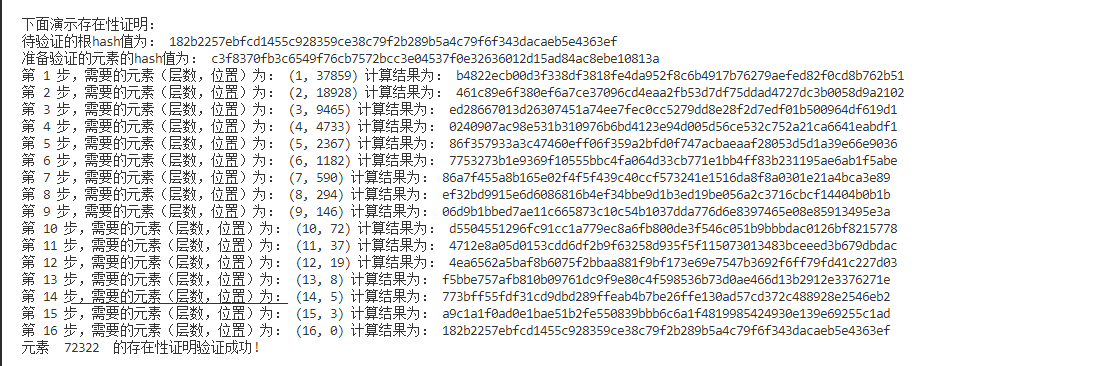 下面演示存在性证明:
待验证的根hash值为: 182b2257ebfcd1455c928359ce38c79f2b289b5a4c79f6f343dacaeb5e4363ef
准备验证的元素的hash值为: c3f8370fb3c6549f76cb7572bcc3e04537f0e32636012d15ad84ac8ebe10813a
第 1 步,需要的元素(层数,位置)为: (1, 37859) 计算结果为: b4822ecb00d3f338df3818fe4da952f8c6b4917b76279aefed82f0cd8b762b51
第 2 步,需要的元素(层数,位置)为: (2, 18928) 计算结果为: 461c89e6f380ef6a7ce37096cd4eaa2fb53d7df75ddad4727dc3b0058d9a2102
第 3 步,需要的元素(层数,位置)为: (3, 9465) 计算结果为: ed28667013d26307451a74ee7fec0cc5279dd8e28f2d7edf01b500964df619d1
第 4 步,需要的元素(层数,位置)为: (4, 4733) 计算结果为: 0240907ac98e531b310976b6bd4123e94d005d56ce532c752a21ca6641eabdf1
第 5 步,需要的元素(层数,位置)为: (5, 2367) 计算结果为: 86f357933a3c47460eff06f359a2bfd0f747acbaeaaf28053d5d1a39e66e9036
第 6 步,需要的元素(层数,位置)为: (6, 1182) 计算结果为: 7753273b1e9369f10555bbc4fa064d33cb771e1bb4ff83b231195ae6ab1f5abe
第 7 步,需要的元素(层数,位置)为: (7, 590) 计算结果为: 86a7f455a8b165e02f4f5f439c40ccf573241e1516da8f8a0301e21a4bca3e89
第 8 步,需要的元素(层数,位置)为: (8, 294) 计算结果为: ef32bd9915e6d6086816b4ef34bbe9d1b3ed19be056a2c3716cbcf14404b0b1b
第 9 步,需要的元素(层数,位置)为: (9, 146) 计算结果为: 06d9b1bbed7ae11c665873c10c54b1037dda776d6e8397465e08e85913495e3a
第 10 步,需要的元素(层数,位置)为: (10, 72) 计算结果为: d5504551296fc91cc1a779ec8a6fb800de3f546c051b9bbbdac0126bf8215778
第 11 步,需要的元素(层数,位置)为: (11, 37) 计算结果为: 4712e8a05d0153cdd6df2b9f63258d935f5f115073013483bceeed3b679dbdac
第 12 步,需要的元素(层数,位置)为: (12, 19) 计算结果为: 4ea6562a5baf8b6075f2bbaa881f9bf173e69e7547b3692f6ff79fd41c227d03
第 13 步,需要的元素(层数,位置)为: (13, 8) 计算结果为: f5bbe757afb810b09761dc9f9e80c4f598536b73d0ae466d13b2912e3376271e
第 14 步,需要的元素(层数,位置)为: (14, 5) 计算结果为: 773bff55fdf31cd9dbd289ffeab4b7be26ffe130ad57cd372c488928e2546eb2
第 15 步,需要的元素(层数,位置)为: (15, 3) 计算结果为: a9c1a1f0ad0e1bae51b2fe550839bbb6c6a1f4819985424930e139e69255c1ad
第 16 步,需要的元素(层数,位置)为: (16, 0) 计算结果为: 182b2257ebfcd1455c928359ce38c79f2b289b5a4c79f6f343dacaeb5e4363ef
元素 72322 的存在性证明验证成功!